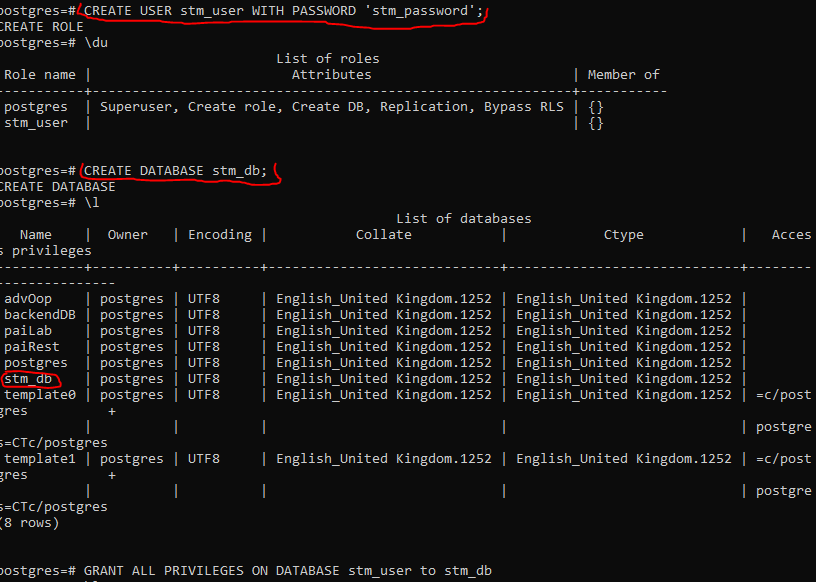 postgres=# CREATE USER stm_user WITH PASSWORD 'stm_password';
CREATE ROLE
postgres=# \du
List of roles
Role name | Attributes | Member of
-----------+------------------------------------------------------------+-----------
postgres | Superuser, Create role, Create DB, Replication, Bypass RLS | {}
stm_user | | {}
postgres=# CREATE DATABASE stm_db;
CREATE DATABASE
postgres=# \l
List of databases
Name | Owner | Encoding | Collate | Ctype | Acces
s privileges
-----------+----------+----------+-----------------------------+-----------------------------+--------
---------------
advOop | postgres | UTF8 | English_United Kingdom.1252 | English_United Kingdom.1252 |
backendDB | postgres | UTF8 | English_United Kingdom.1252 | English_United Kingdom.1252 |
paiLab | postgres | UTF8 | English_United Kingdom.1252 | English_United Kingdom.1252 |
paiRest | postgres | UTF8 | English_United Kingdom.1252 | English_United Kingdom.1252 |
postgres | postgres | UTF8 | English_United Kingdom.1252 | English_United Kingdom.1252 |
stm_db | postgres | UTF8 | English_United Kingdom.1252 | English_United Kingdom.1252 |
template0 | postgres | UTF8 | English_United Kingdom.1252 | English_United Kingdom.1252 | =c/post
gres +
| | | | | postgre
s=CTc/postgres
template1 | postgres | UTF8 | English_United Kingdom.1252 | English_United Kingdom.1252 | =c/post
gres +
| | | | | postgre
s=CTc/postgres
(8 rows)
postgres=# GRANT ALL PRIVILEGES ON DATABASE stm_user to stm_db